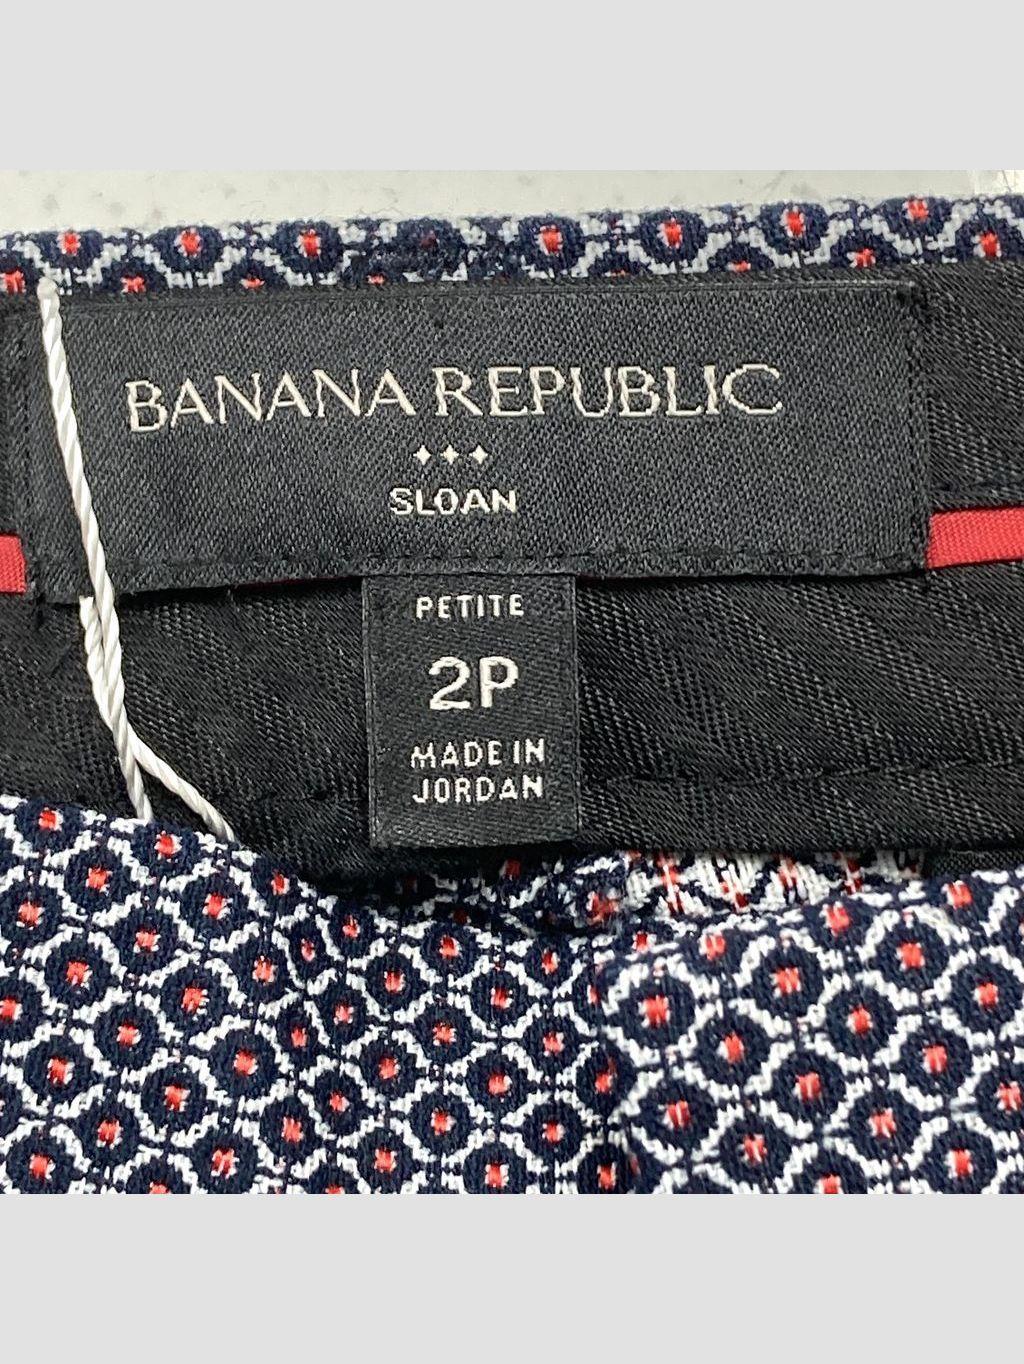 BANANA REPUBLIC
SLOAN
PETITE
2P
MADE IN
JORDAN